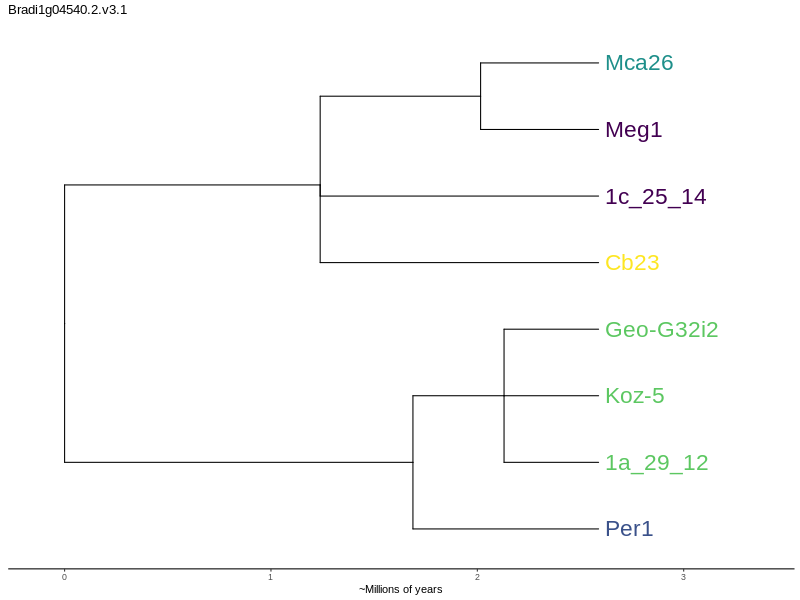 Bradi1g04540.2.v3.1
Mca26
Meg1
1c_25_14
Cb23
Geo-G32i2
Koz-5
1a_29_12
Per1
0 1 2 3
~Millions of years